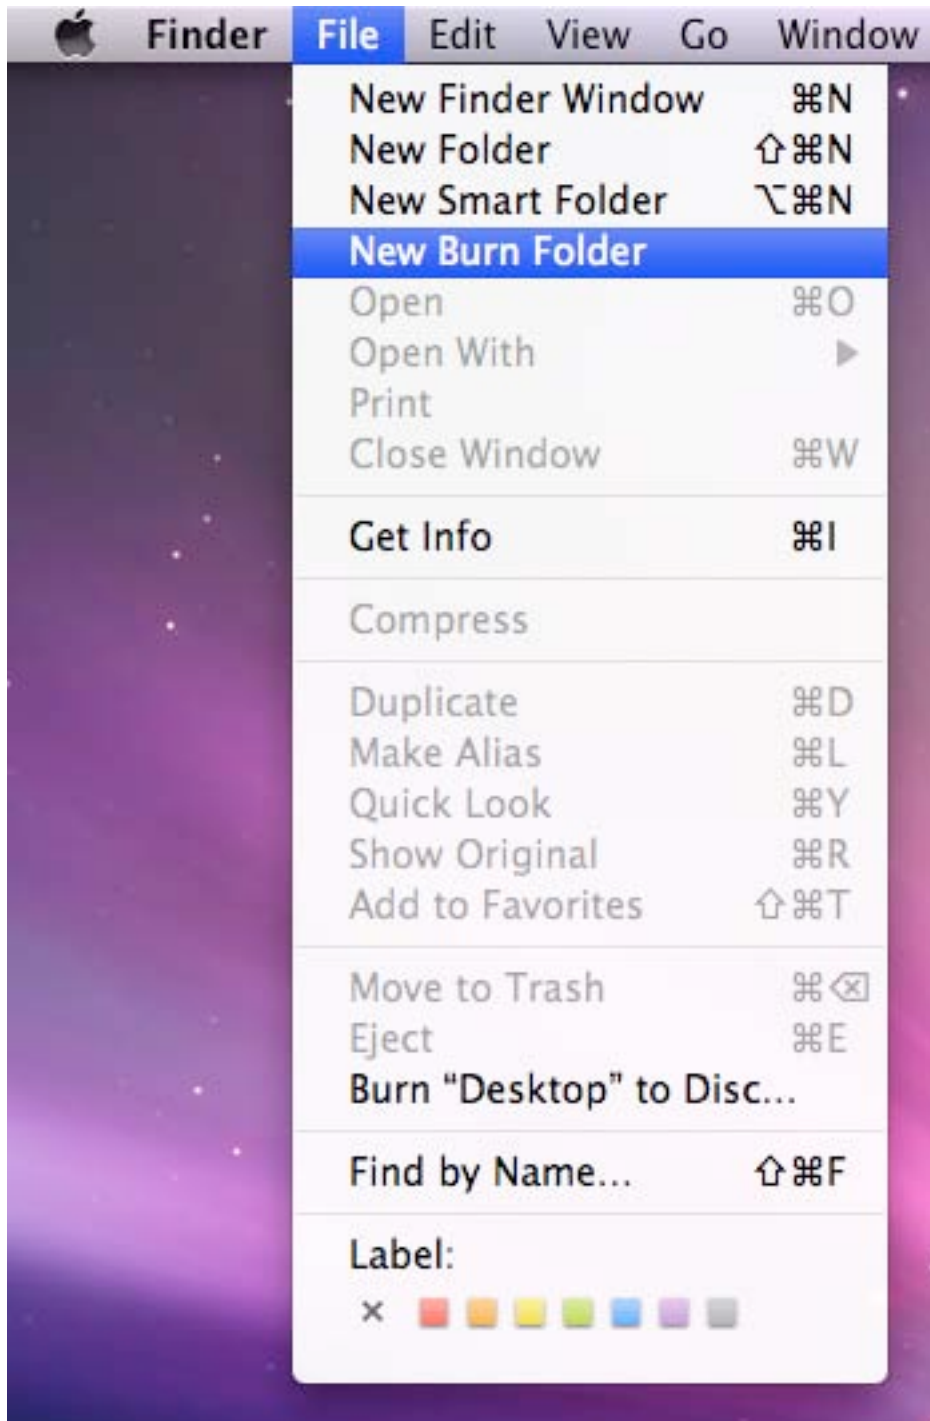 Finder File Edit View Go Window
New Finder Window ⌘N
New Folder ⇧⌘N
New Smart Folder ⌥⌘N
New Burn Folder
Open ⌘O
Open With ▶
Print
Close Window ⌘W
Get Info ⌘I
Compress
Duplicate ⌘D
Make Alias ⌘L
Quick Look ⌘Y
Show Original ⌘R
Add to Favorites ⇧⌘T
Move to Trash ⌘⌫
Eject ⌘E
Burn “Desktop” to Disc...
Find by Name... ⇧⌘F
Label:
×